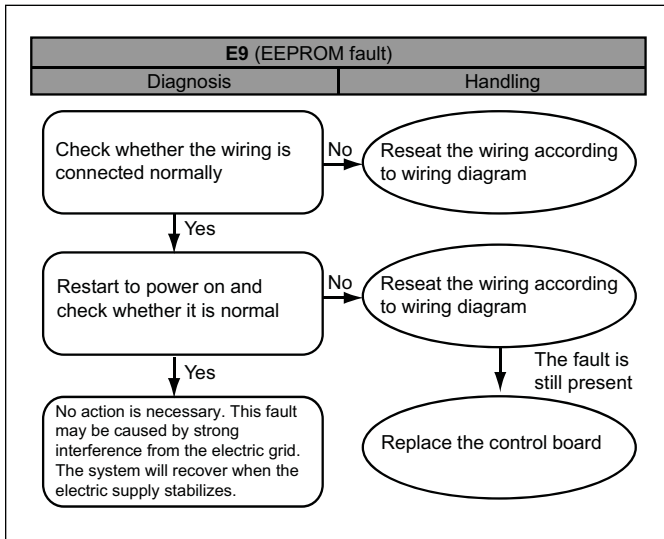 E9 (EEPROM fault)
Diagnosis
Handling
Check whether the wiring is
connected normally
No
Reseat the wiring according
to wiring diagram
Yes
Restart to power on and
check whether it is normal
No
Reseat the wiring according
to wiring diagram
Yes
The fault is
still present
No action is necessary. This fault
may be caused by strong
interference from the electric grid.
The system will recover when the
electric supply stabilizes.
Replace the control board